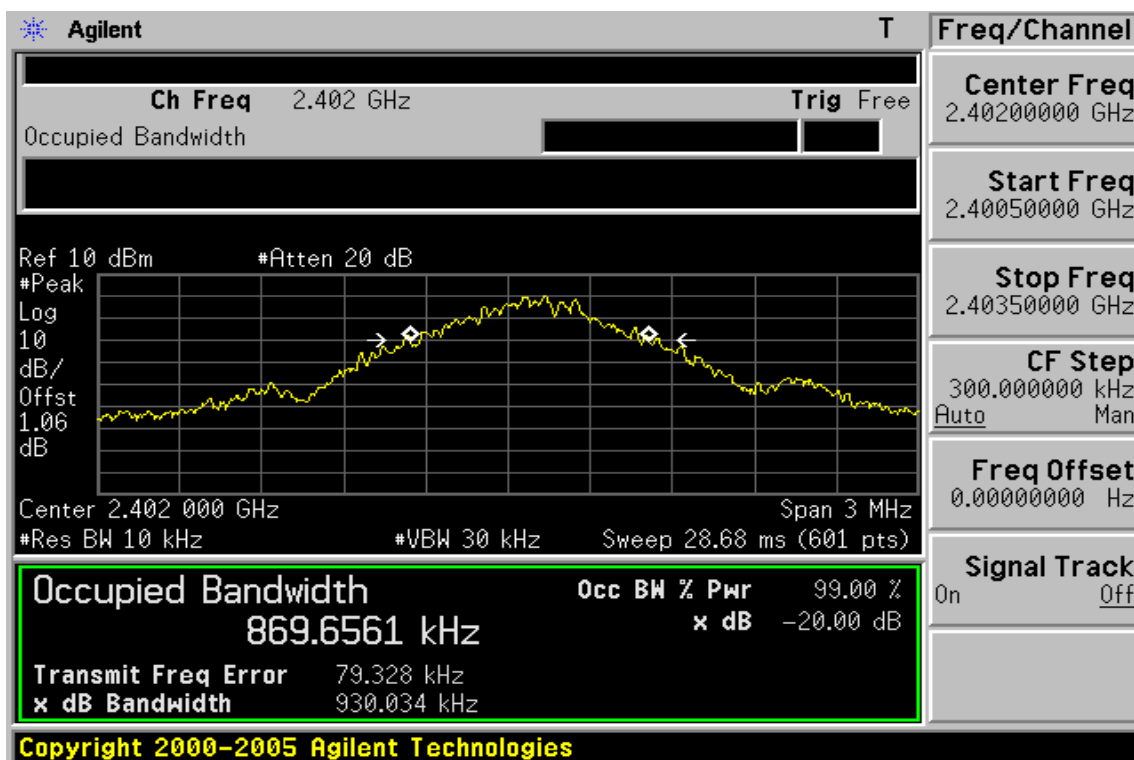 Agilent T
Ch Freq 2.402 GHz Trig Free
Occupied Bandwidth
Ref 10 dBm #Atten 20 dB
#Peak
Log
10
dB/
Offst
1.06
dB
Center 2.402 000 GHz Span 3 MHz
#Res BW 10 kHz #VBW 30 kHz Sweep 28.68 ms (601 pts)
Occupied Bandwidth Occ BW % Pwr 99.00 %
869.6561 kHz x dB -20.00 dB
Transmit Freq Error 79.328 kHz
x dB Bandwidth 930.034 kHz
Copyright 2000-2005 Agilent Technologies
Freq/Channel
Center Freq
2.40200000 GHz
Start Freq
2.40050000 GHz
Stop Freq
2.40350000 GHz
CF Step
300.000000 kHz
Auto Man
Freq Offset
0.00000000 Hz
Signal Track
On Off